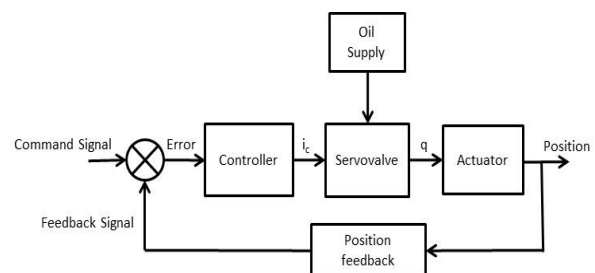 Oil
Supply
Command Signal
Error
Controller
ic
Servovalve
q
Actuator
Position
Feedback Signal
Position
feedback